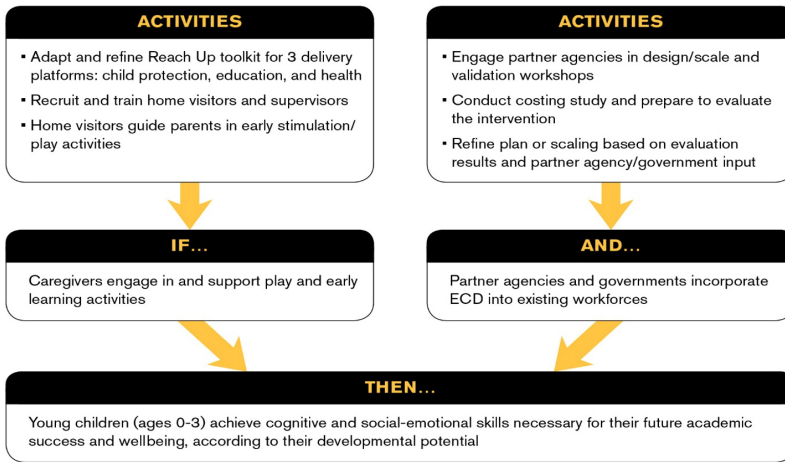 ACTIVITIES
▪ Adapt and refine Reach Up toolkit for 3 delivery
platforms: child protection, education, and health
▪ Recruit and train home visitors and supervisors
▪ Home visitors guide parents in early stimulation/
play activities
ACTIVITIES
▪ Engage partner agencies in design/scale and
validation workshops
▪ Conduct costing study and prepare to evaluate
the intervention
▪ Refine plan or scaling based on evaluation
results and partner agency/government input
IF...
Caregivers engage in and support play and early
learning activities
AND...
Partner agencies and governments incorporate
ECD into existing workforces
THEN...
Young children (ages 0-3) achieve cognitive and social-emotional skills necessary for their future academic
success and wellbeing, according to their developmental potential